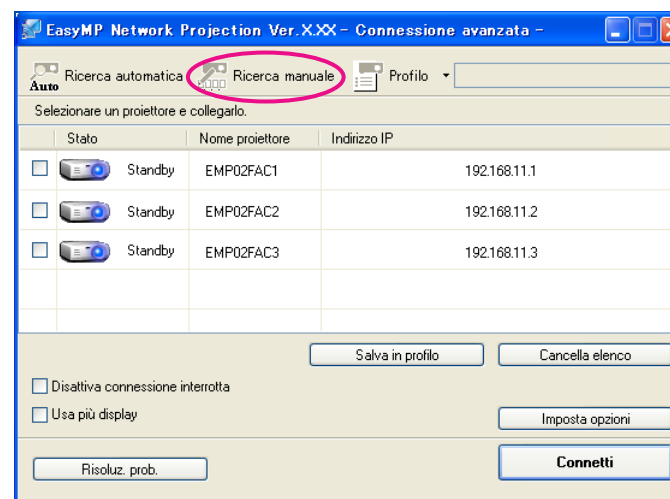 EasyMP Network Projection Ver.X.XX - Connessione avanzata -
Auto Ricerca automatica Ricerca manuale Profilo
Selezionare un proiettore e collegarlo.
Stato Nome proiettore Indirizzo IP
Standby EMP02FAC1 192.168.11.1
Standby EMP02FAC2 192.168.11.2
Standby EMP02FAC3 192.168.11.3
Salva in profilo Cancella elenco
Disattiva connessione interrotta
Usa più display
Imposta opzioni
Risoluz. prob. Connetti